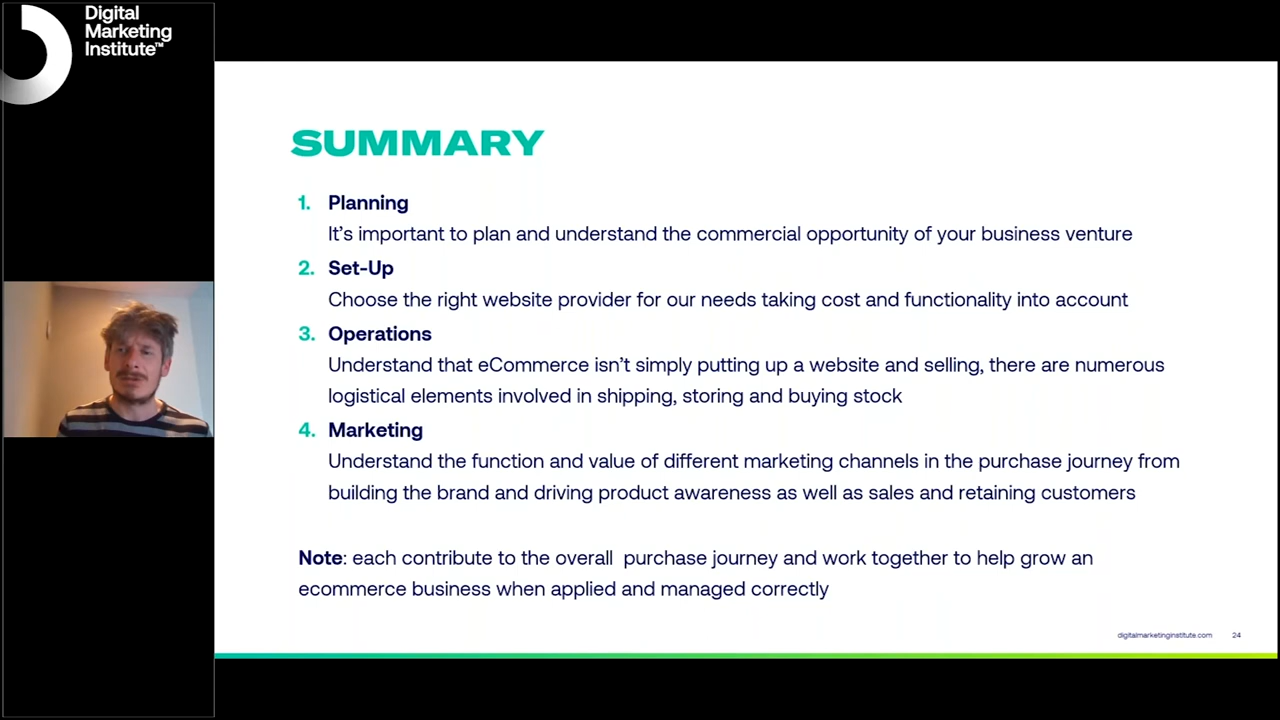 Digital
Marketing
Institute™
SUMMARY
1. Planning
It's important to plan and understand the commercial opportunity of your business venture
2. Set-Up
Choose the right website provider for our needs taking cost and functionality into account
3. Operations
Understand that eCommerce isn't simply putting up a website and selling, there are numerous
logistical elements involved in shipping, storing and buying stock
4. Marketing
Understand the function and value of different marketing channels in the purchase journey from
building the brand and driving product awareness as well as sales and retaining customers
Note: each contribute to the overall  purchase journey and work together to help grow an
ecommerce business when applied and managed correctly
digitalmarketinginstitute.com 24